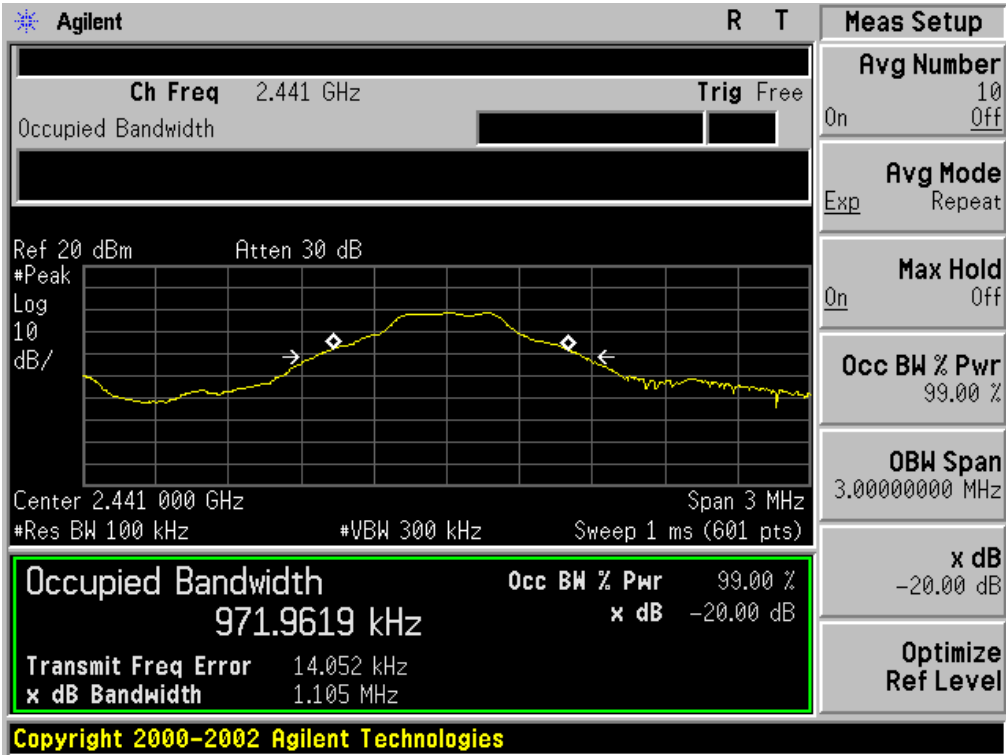 Agilent R T
Ch Freq 2.441 GHz Trig Free
Occupied Bandwidth
Ref 20 dBm Atten 30 dB
#Peak
Log
10
dB/
Center 2.441 000 GHz Span 3 MHz
#Res BW 100 kHz #VBW 300 kHz Sweep 1 ms (601 pts)
Occupied Bandwidth
971.9619 kHz
Occ BW % Pwr 99.00 %
x dB -20.00 dB
Transmit Freq Error 14.052 kHz
x dB Bandwidth 1.105 MHz
Copyright 2000-2002 Agilent Technologies
Meas Setup
Avg Number
10
On Off
Avg Mode
Exp Repeat
Max Hold
On Off
Occ BW % Pwr
99.00 %
OBW Span
3.00000000 MHz
x dB
-20.00 dB
Optimize
Ref Level